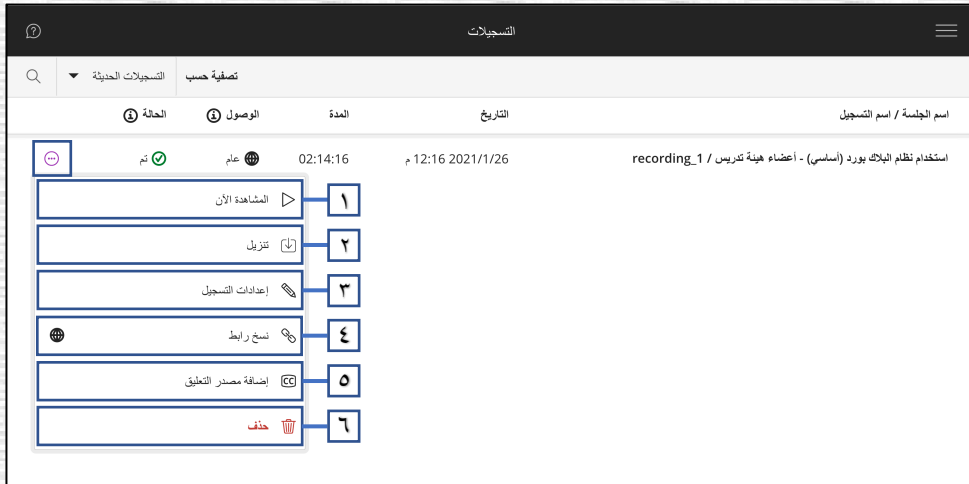 التسجيلات
تصفية حسب التسجيلات الحديثة
اسم الجلسة / اسم التسجيل التاريخ المدة الوصول الحالة
استخدام نظام البلاك بورد (أساسي) - أعضاء هيئة تدريس / recording_1 2021/1/26 12:16 م 02:14:16 عام تم
١ المشاهدة الآن
٢ تنزيل
٣ إعدادات التسجيل
٤ نسخ رابط
٥ CC إضافة مصدر التعليق
٦ حذف